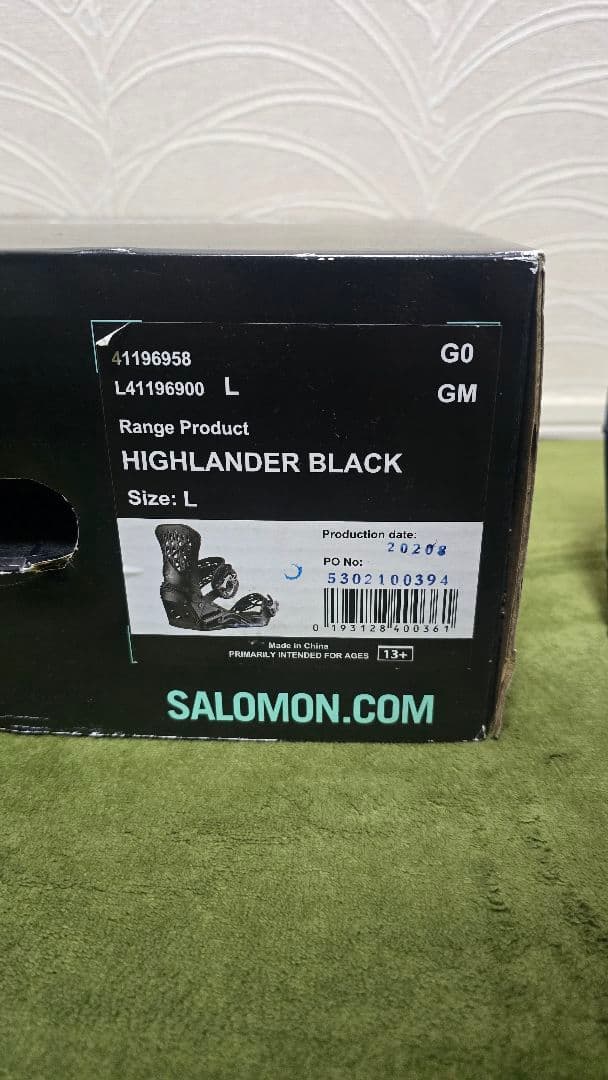 41196958
G0
L41196900 L
GM
Range Product
HIGHLANDER BLACK
Size: L
Production date:
20208
PO No:
5302100394
0 193128 400361
Made in China
PRIMARILY INTENDED FOR AGES 13+
SALOMON.COM